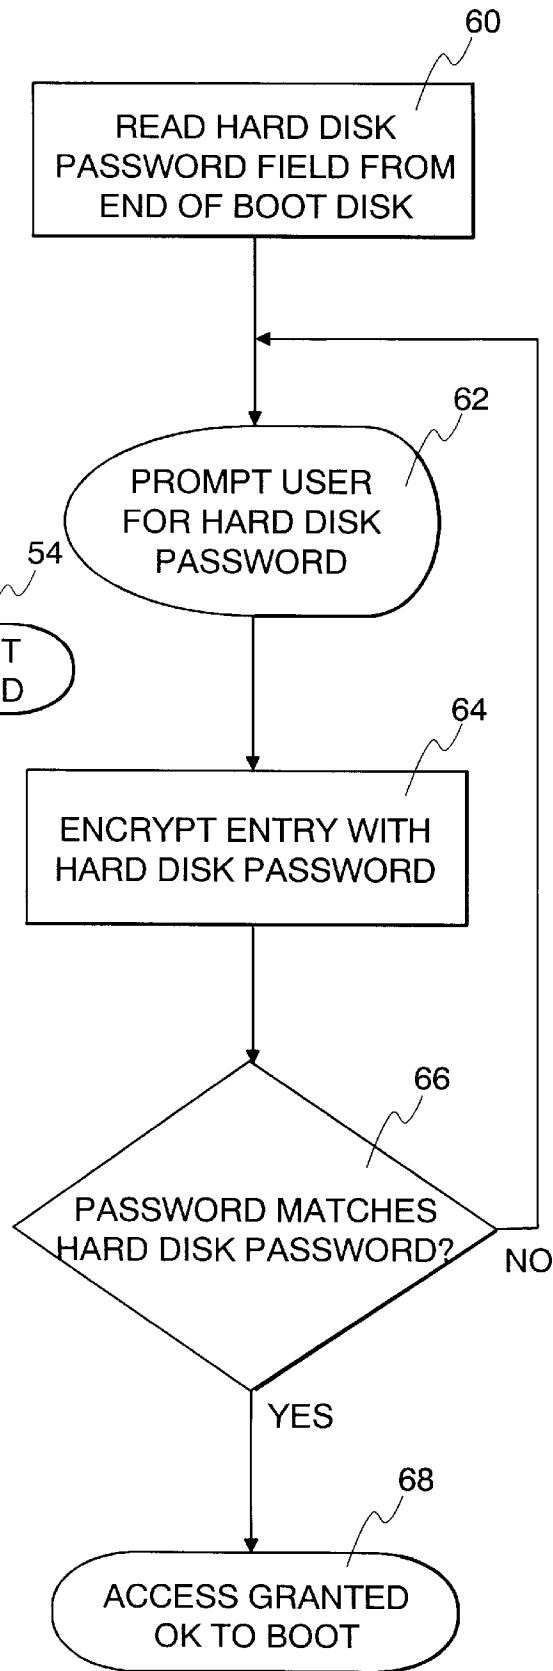 60
READ HARD DISK
PASSWORD FIELD FROM
END OF BOOT DISK
62
PROMPT USER
FOR HARD DISK
PASSWORD
54
T
D
64
ENCRYPT ENTRY WITH
HARD DISK PASSWORD
66
PASSWORD MATCHES
HARD DISK PASSWORD?
NO
YES
68
ACCESS GRANTED
OK TO BOOT